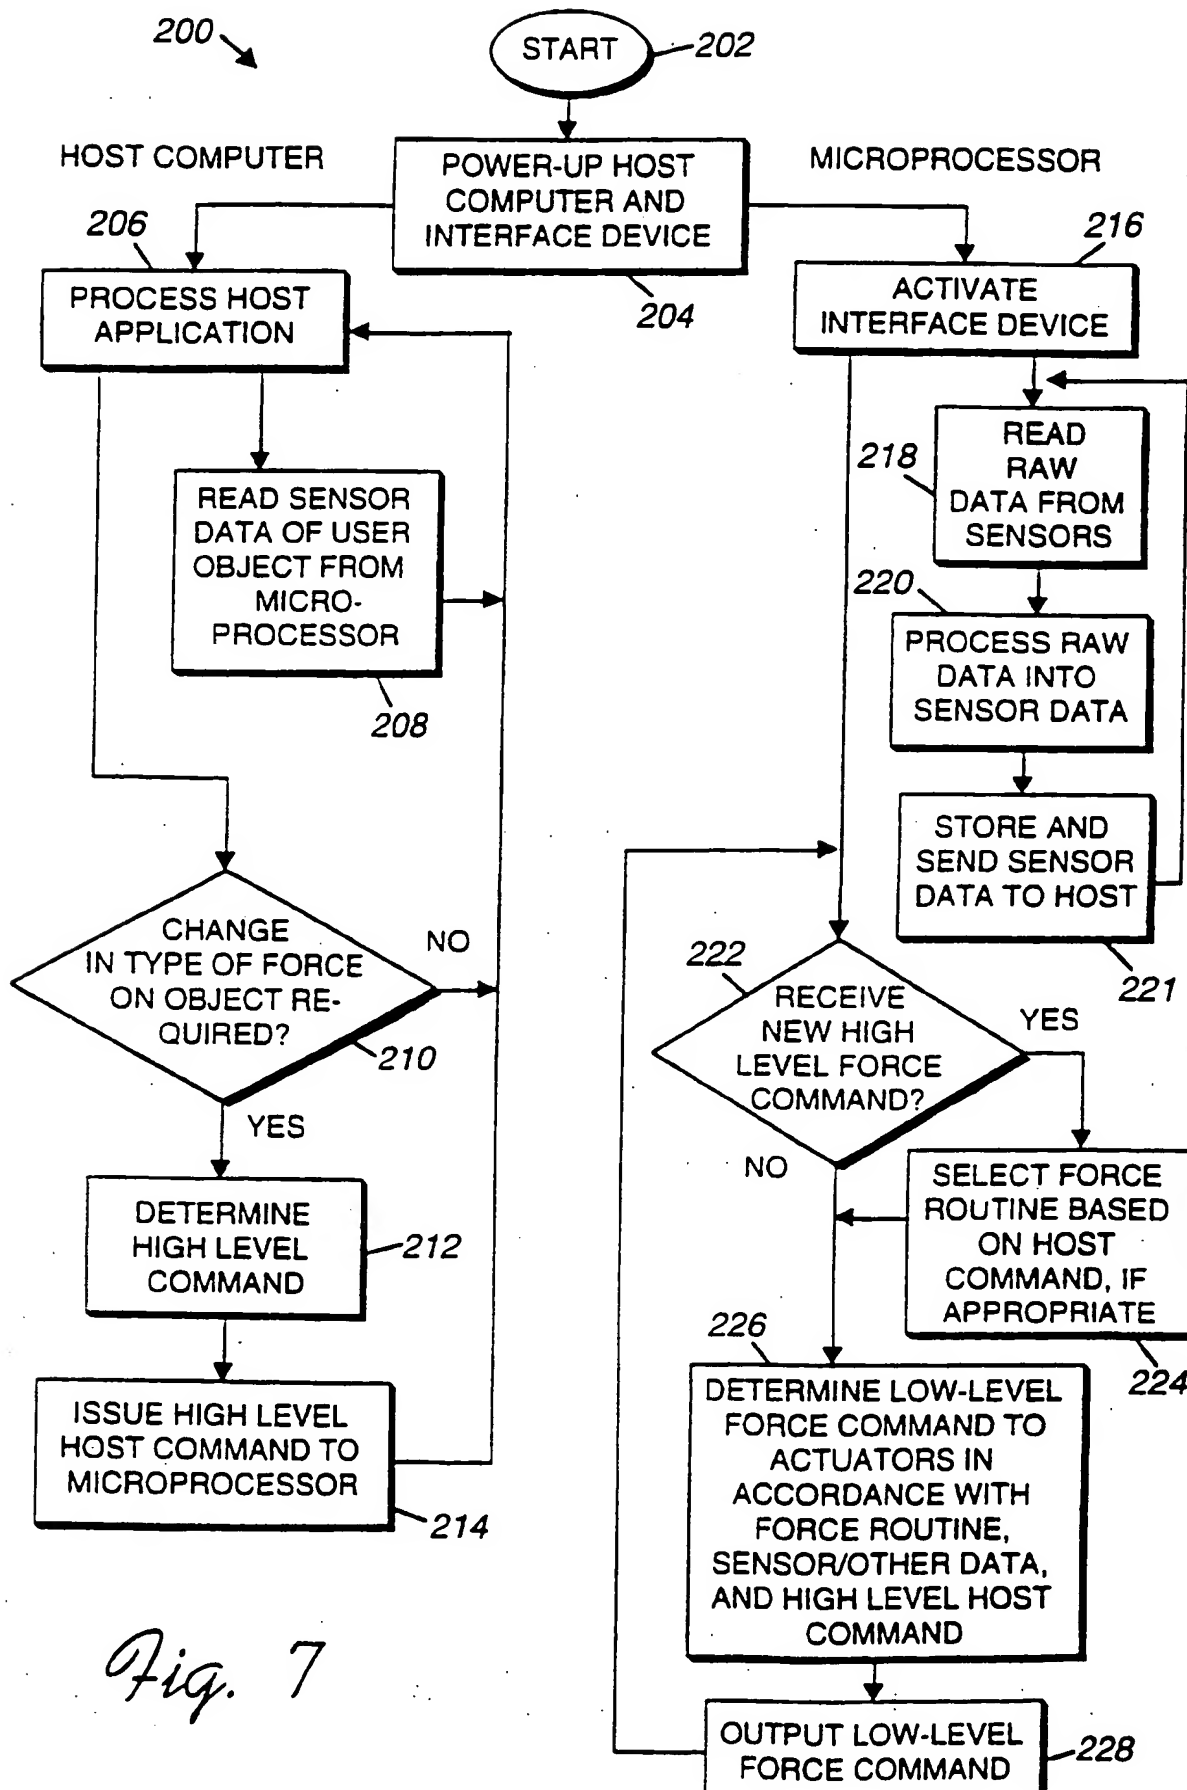 200
START
202
HOST COMPUTER
POWER-UP HOST
COMPUTER AND
INTERFACE DEVICE
204
MICROPROCESSOR
206
PROCESS HOST
APPLICATION
READ SENSOR
DATA OF USER
OBJECT FROM
MICRO-
PROCESSOR
208
CHANGE
IN TYPE OF FORCE
ON OBJECT RE-
QUIRED?
210
NO
YES
DETERMINE
HIGH LEVEL
COMMAND
212
ISSUE HIGH LEVEL
HOST COMMAND TO
MICROPROCESSOR
214
216
ACTIVATE
INTERFACE DEVICE
218
READ
RAW
DATA FROM
SENSORS
220
PROCESS RAW
DATA INTO
SENSOR DATA
STORE AND
SEND SENSOR
DATA TO HOST
221
222
RECEIVE
NEW HIGH
LEVEL FORCE
COMMAND?
YES
NO
SELECT FORCE
ROUTINE BASED
ON HOST
COMMAND, IF
APPROPRIATE
224
226
DETERMINE LOW-LEVEL
FORCE COMMAND TO
ACTUATORS IN
ACCORDANCE WITH
FORCE ROUTINE,
SENSOR/OTHER DATA,
AND HIGH LEVEL HOST
COMMAND
OUTPUT LOW-LEVEL
FORCE COMMAND
228
Fig. 7